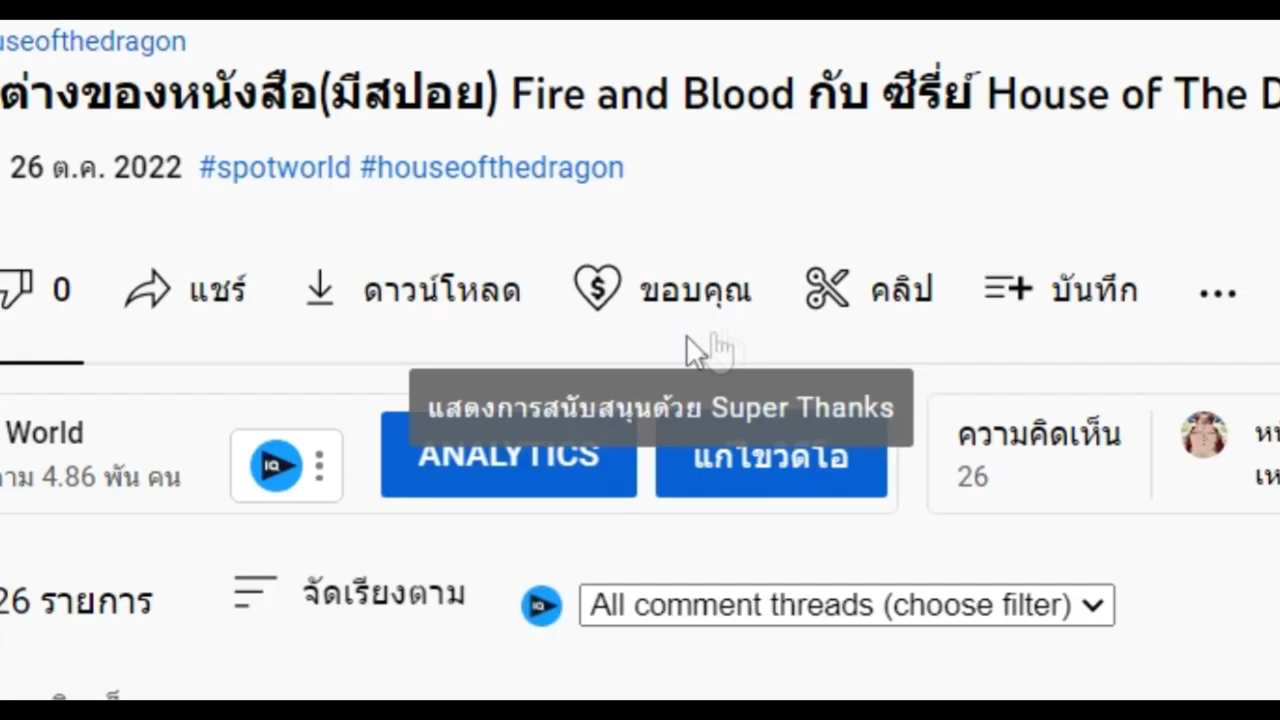 useofthedragon
ต่างของหนังสือ(มีสปอย) Fire and Blood กับ ซีรี่ย์ House of The D
26 ต.ค. 2022 #spotworld #houseofthedragon
0 แชร์ ดาวน์โหลด ขอบคุณ คลิป บันทึก ...
แสดงการสนับสนุนด้วย Super Thanks
World
ตาม 4.86 พัน คน
IQ
ANALYTICS
แก้ไขวิดีโอ
ความคิดเห็น
26
26 รายการ จัดเรียงตาม IQ All comment threads (choose filter)